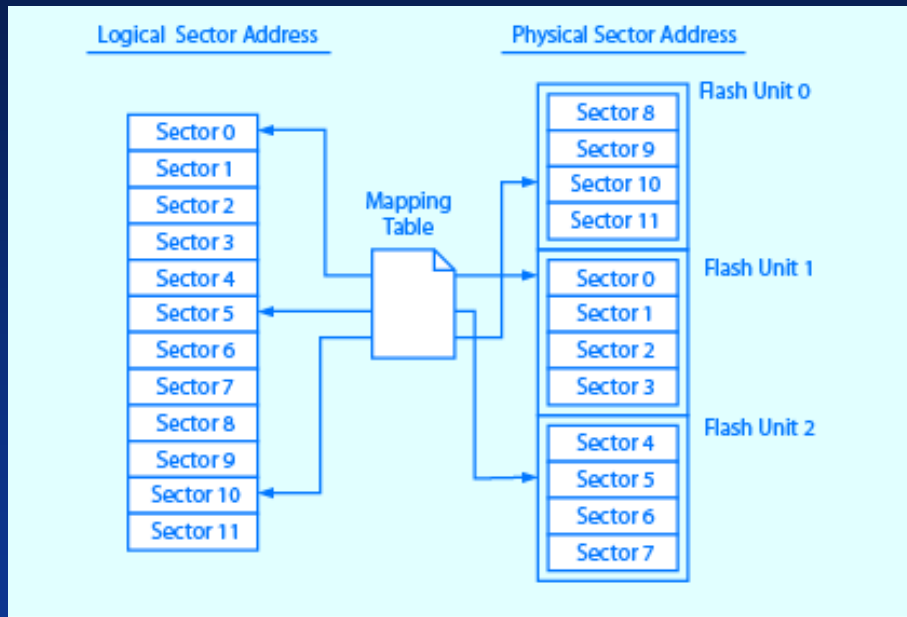 Logical Sector Address
Physical Sector Address
Sector 0
Sector 1
Sector 2
Sector 3
Sector 4
Sector 5
Sector 6
Sector 7
Sector 8
Sector 9
Sector 10
Sector 11
Mapping
Table
Flash Unit 0
Sector 8
Sector 9
Sector 10
Sector 11
Flash Unit 1
Sector 0
Sector 1
Sector 2
Sector 3
Flash Unit 2
Sector 4
Sector 5
Sector 6
Sector 7